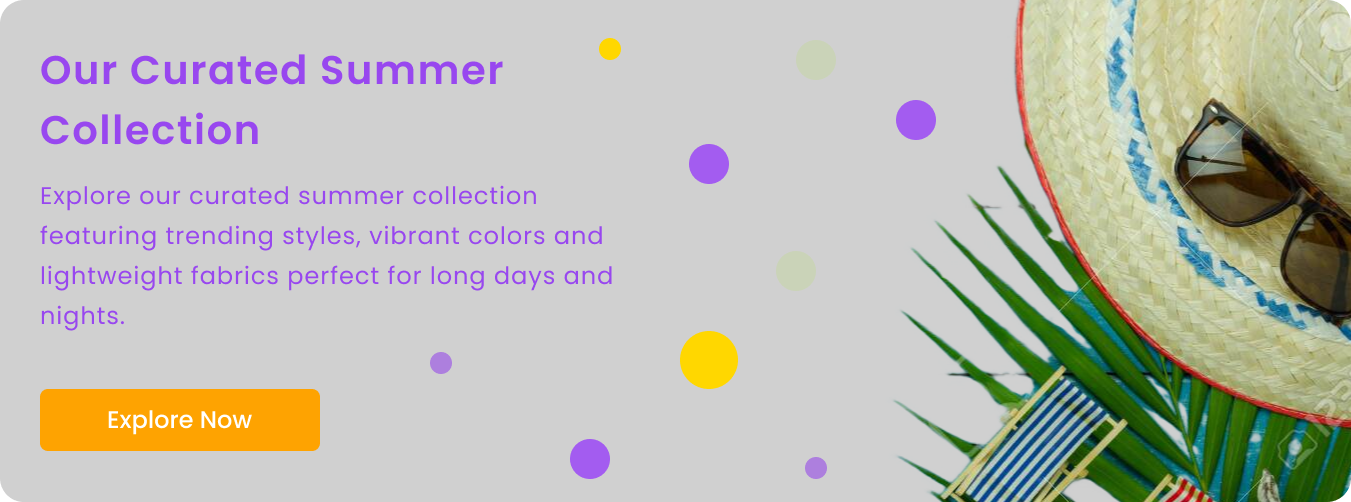 Our Curated Summer
Collection
Explore our curated summer collection
featuring trending styles, vibrant colors and
lightweight fabrics perfect for long days and
nights.
Explore Now